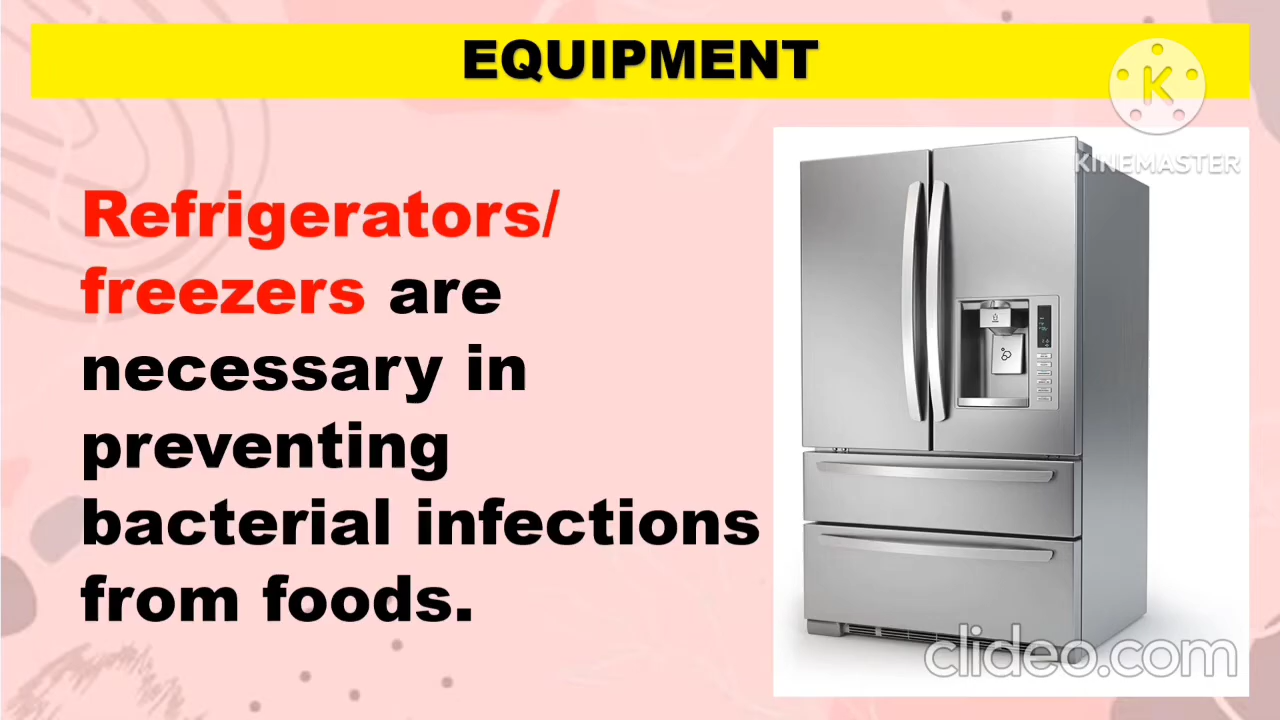 EQUIPMENT
K
KINEMASTER
Refrigerators/
freezers are
necessary in
preventing
bacterial infections
from foods.
clideo.com